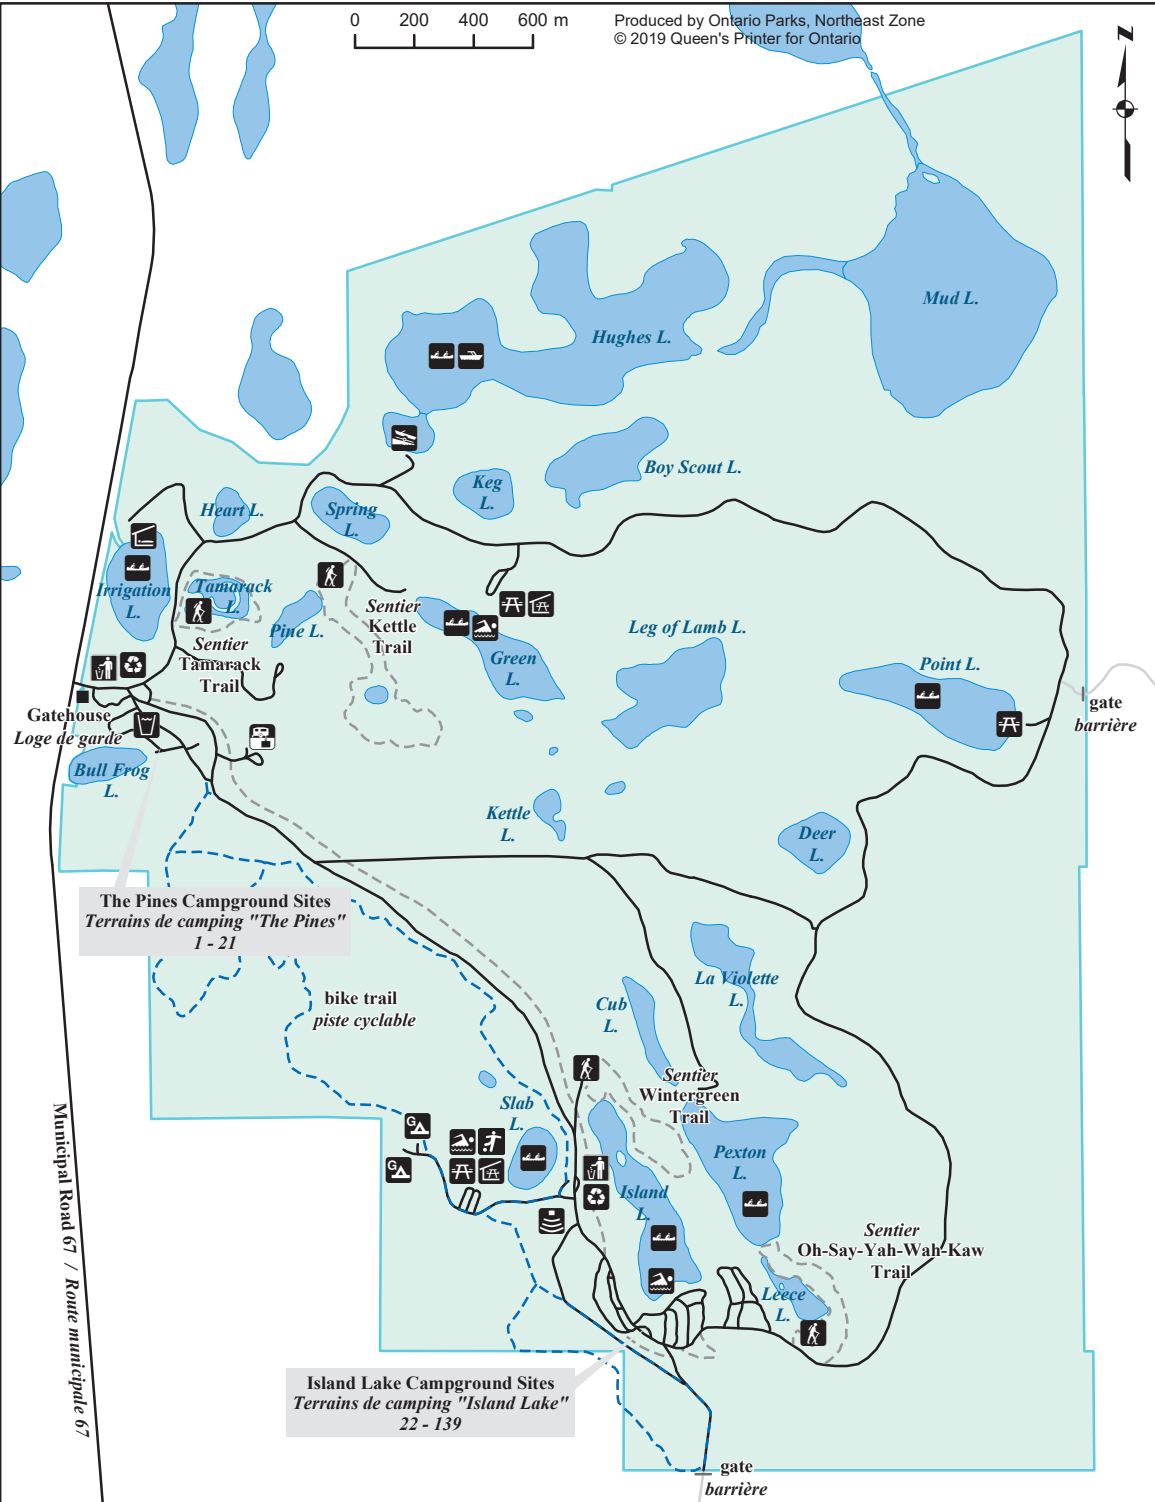 0 200 400 600 m
Produced by Ontario Parks, Northeast Zone
© 2019 Queen's Printer for Ontario
N
Mud L.
Hughes L.
Boy Scout L.
Keg
L.
Heart L.
Spring
L.
Irrigation
L.
Tamarack
L.
Pine L.
Sentier
Kettle
Trail
Sentier
Tamarack
Trail
Green
L.
Leg of Lamb L.
Point L.
gate
barrière
Gatehouse
Loge de garde
Bull Frog
L.
Kettle
L.
Deer
L.
The Pines Campground Sites
Terrains de camping "The Pines"
1 - 21
bike trail
piste cyclable
La Violette
L.
Cub
L.
Sentier
Wintergreen
Trail
Slab
L.
G
G
Pexton
L.
Island
L.
Sentier
Oh-Say-Yah-Wah-Kaw
Trail
Leece
L.
Municipal Road 67 / Route municipale 67
Island Lake Campground Sites
Terrains de camping "Island Lake"
22 - 139
gate
barrière